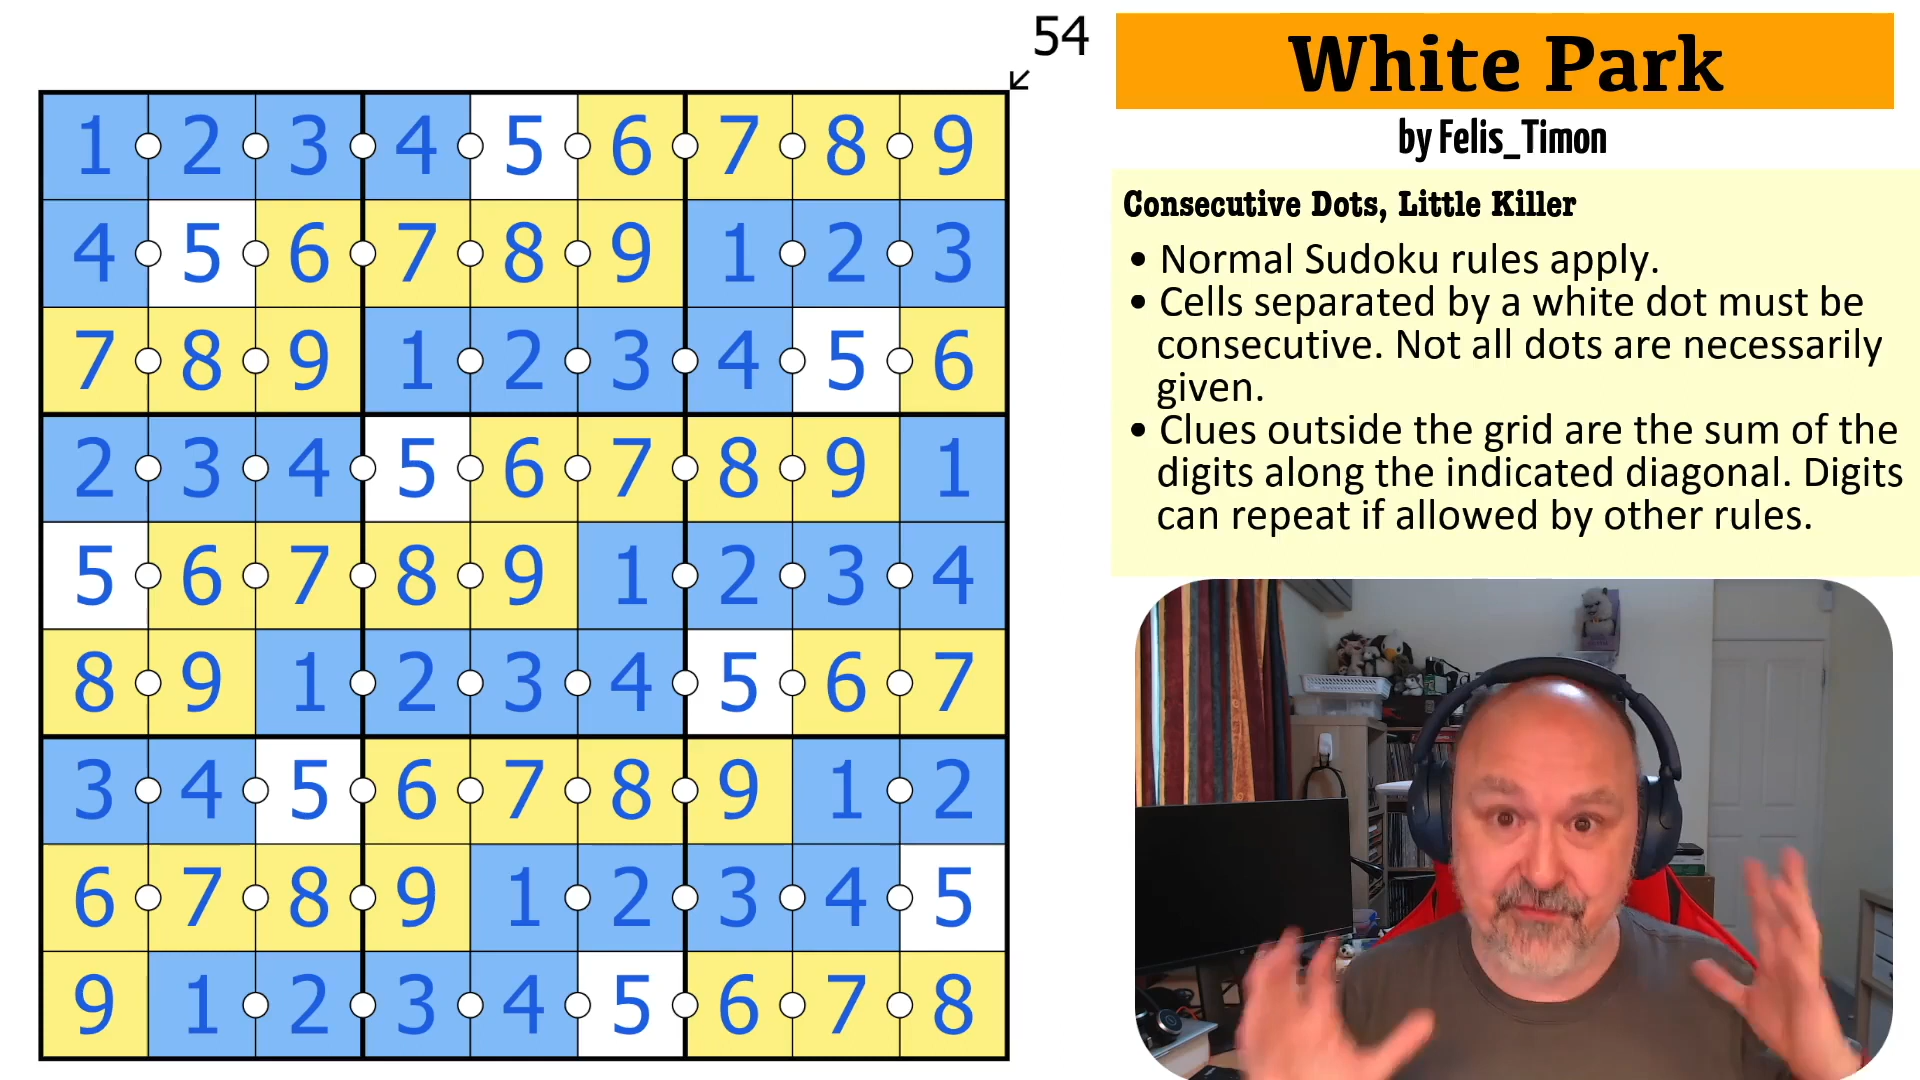 54
White Park
by Felis_Timon
Consecutive Dots, Little Killer
• Normal Sudoku rules apply.
• Cells separated by a white dot must be
consecutive. Not all dots are necessarily
given.
• Clues outside the grid are the sum of the
digits along the indicated diagonal. Digits
can repeat if allowed by other rules.
1 2 3 4 5 6 7 8 9
4 5 6 7 8 9 1 2 3
7 8 9 1 2 3 4 5 6
2 3 4 5 6 7 8 9 1
5 6 7 8 9 1 2 3 4
8 9 1 2 3 4 5 6 7
3 4 5 6 7 8 9 1 2
6 7 8 9 1 2 3 4 5
9 1 2 3 4 5 6 7 8